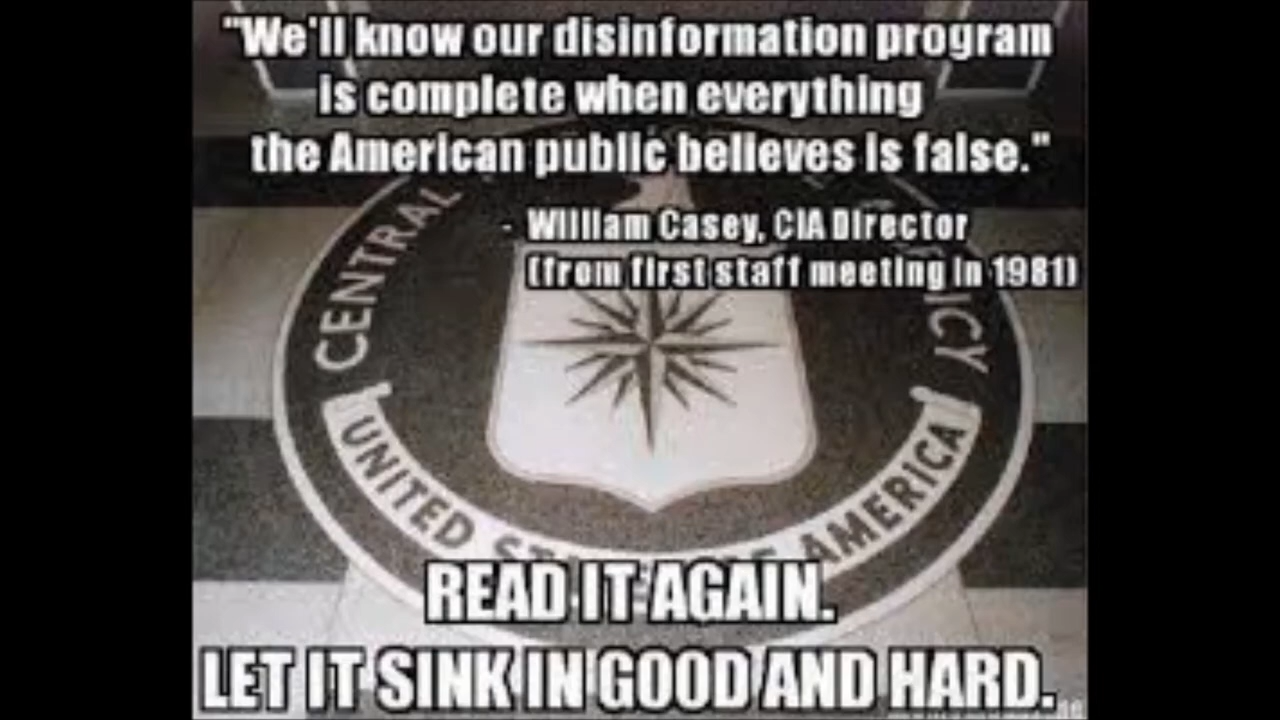 "We'll know our disinformation program
is complete when everything
the American public believes is false."
- William Casey, CIA Director
(from first staff meeting in 1981)
CENTRAL
UNITED
AMERICA
READ IT AGAIN.
LET IT SINK IN GOOD AND HARD.